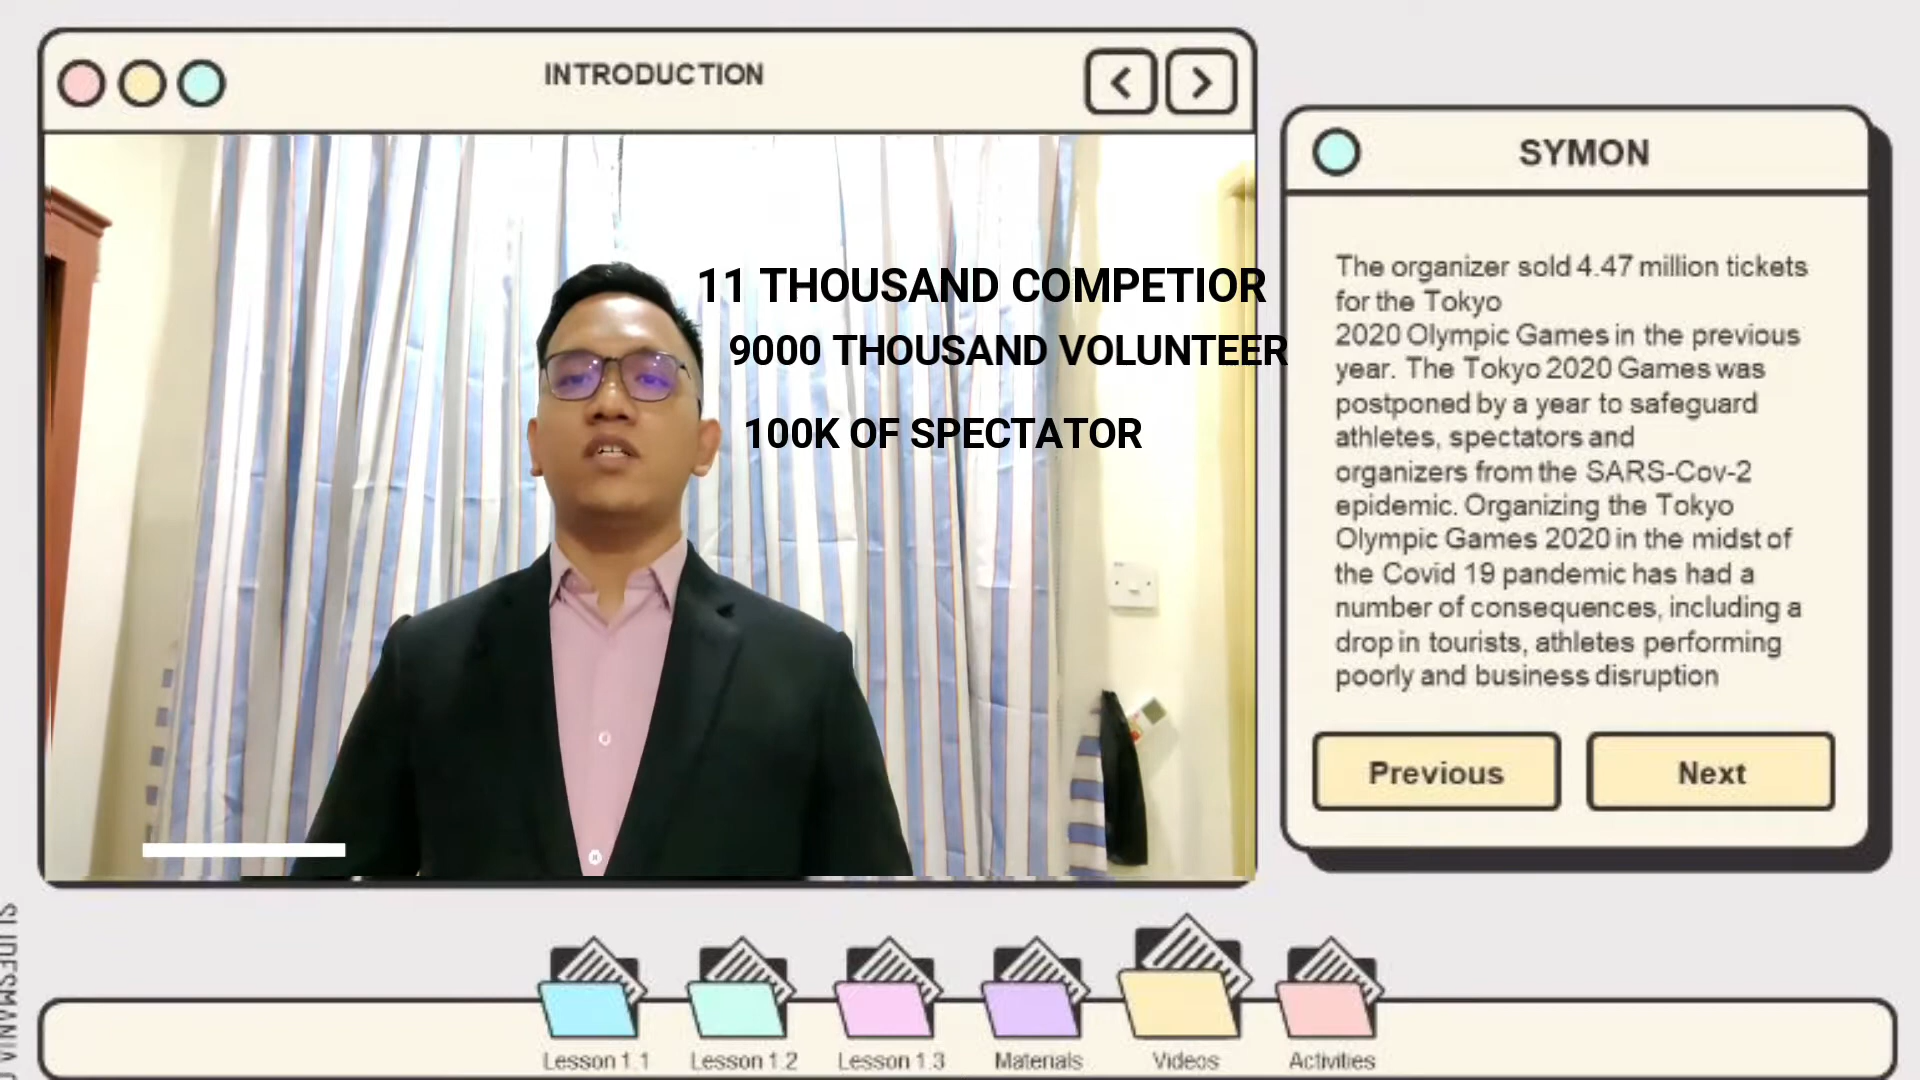 INTRODUCTION
11 THOUSAND COMPETIOR
9000 THOUSAND VOLUNTEER
100K OF SPECTATOR
SYMON
The organizer sold 4.47 million tickets
for the Tokyo
2020 Olympic Games in the previous
year. The Tokyo 2020 Games was
postponed by a year to safeguard
athletes, spectators and
organizers from the SARS-Cov-2
epidemic. Organizing the Tokyo
Olympic Games 2020 in the midst of
the Covid 19 pandemic has had a
number of consequences, including a
drop in tourists, athletes performing
poorly and business disruption
Previous
Next
Lesson 1.1
Lesson 1.2
Lesson 1.3
Materials
Videos
Activities